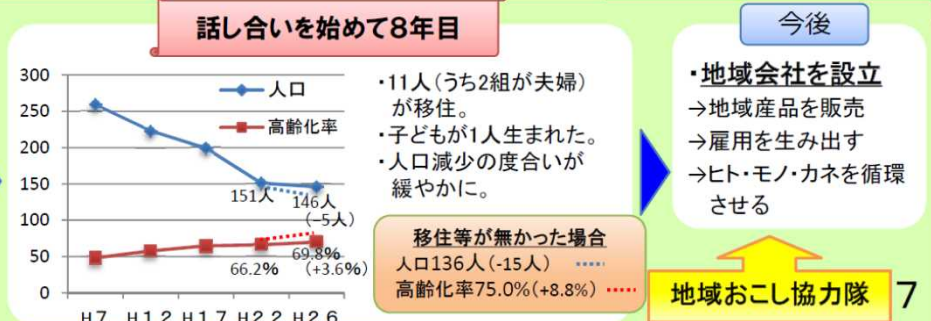 話し合いを始めて8年目
300
250
200
150
100
50
0
人口
高齢化率
151人
146人
(−5人)
66.2%
69.8%
(+3.6%)
H7 H12 H17 H22 H26
・11人(うち2組が夫婦)
が移住。
・子どもが1人生まれた。
・人口減少の度合いが
緩やかに。
移住等が無かった場合
人口136人(-15人)
高齢化率75.0%(+8.8%)
今後
・地域会社を設立
→地域産品を販売
→雇用を生み出す
→ヒト・モノ・カネを循環
させる
地域おこし協力隊
7